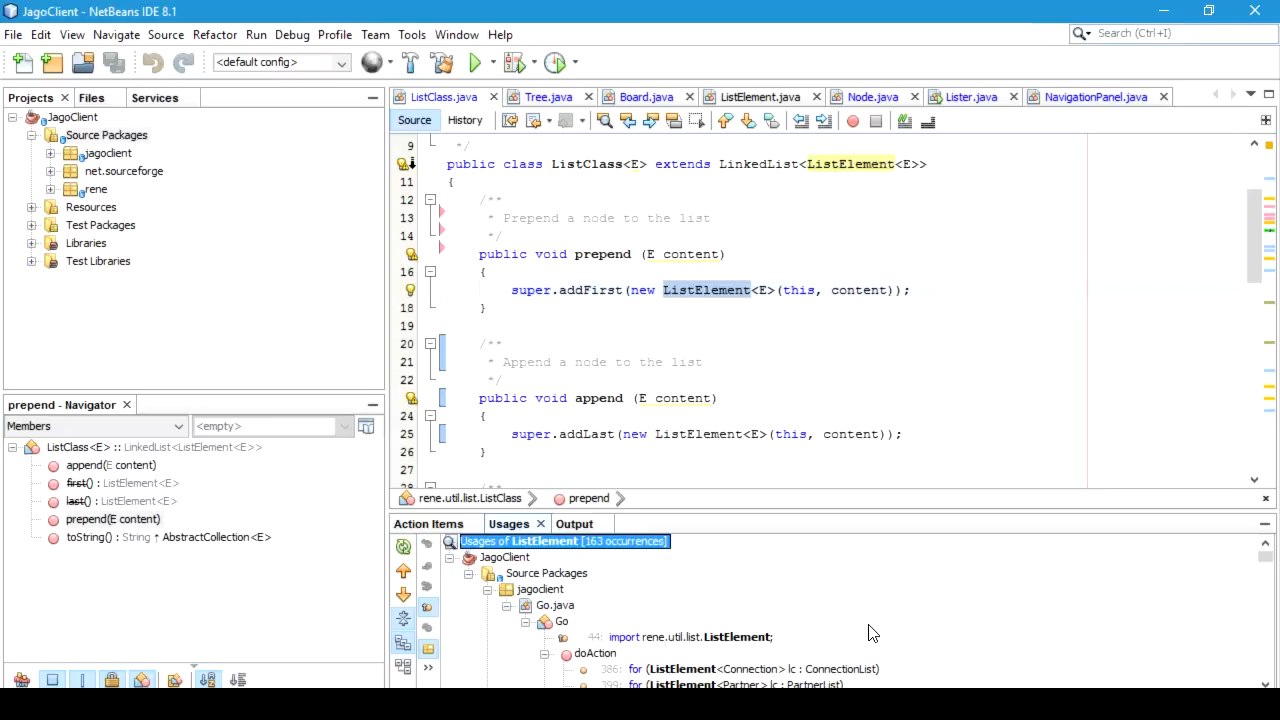 JagoClient - NetBeans IDE 8.1
File Edit View Navigate Source Refactor Run Debug Profile Team Tools Window Help
Search (Ctrl+I)
<default config>
Projects Files Services
JagoClient
Source Packages
jagoclient
net.sourceforge
rene
Resources
Test Packages
Libraries
Test Libraries
prepend - Navigator
Members
<empty>
ListClass<E> :: LinkedList<ListElement<E>>
append(E content)
first() : ListElement<E>
last() : ListElement<E>
prepend(E content)
toString() : String ↑ AbstractCollection<E>
ListClass.java Tree.java Board.java ListElement.java Node.java Lister.java NavigationPanel.java
Source History
9 */
public class ListClass<E> extends LinkedList<ListElement<E>>
11 {
12 /**
13 * Prepend a node to the list
14 */
public void prepend (E content)
16 {
super.addFirst(new ListElement<E>(this, content));
18 }
19
20 /**
21 * Append a node to the list
22 */
public void append (E content)
24 {
25 super.addLast(new ListElement<E>(this, content));
26 }
27
28 /**
rene.util.list.ListClass prepend
Action Items Usages Output
Usages of ListElement [163 occurrences]
JagoClient
Source Packages
jagoclient
Go.java
Go
44: import rene.util.list.ListElement;
doAction
386: for (ListElement<Connection> lc : ConnectionList)
399: for (ListElement<Partner> lc : PartnerList)